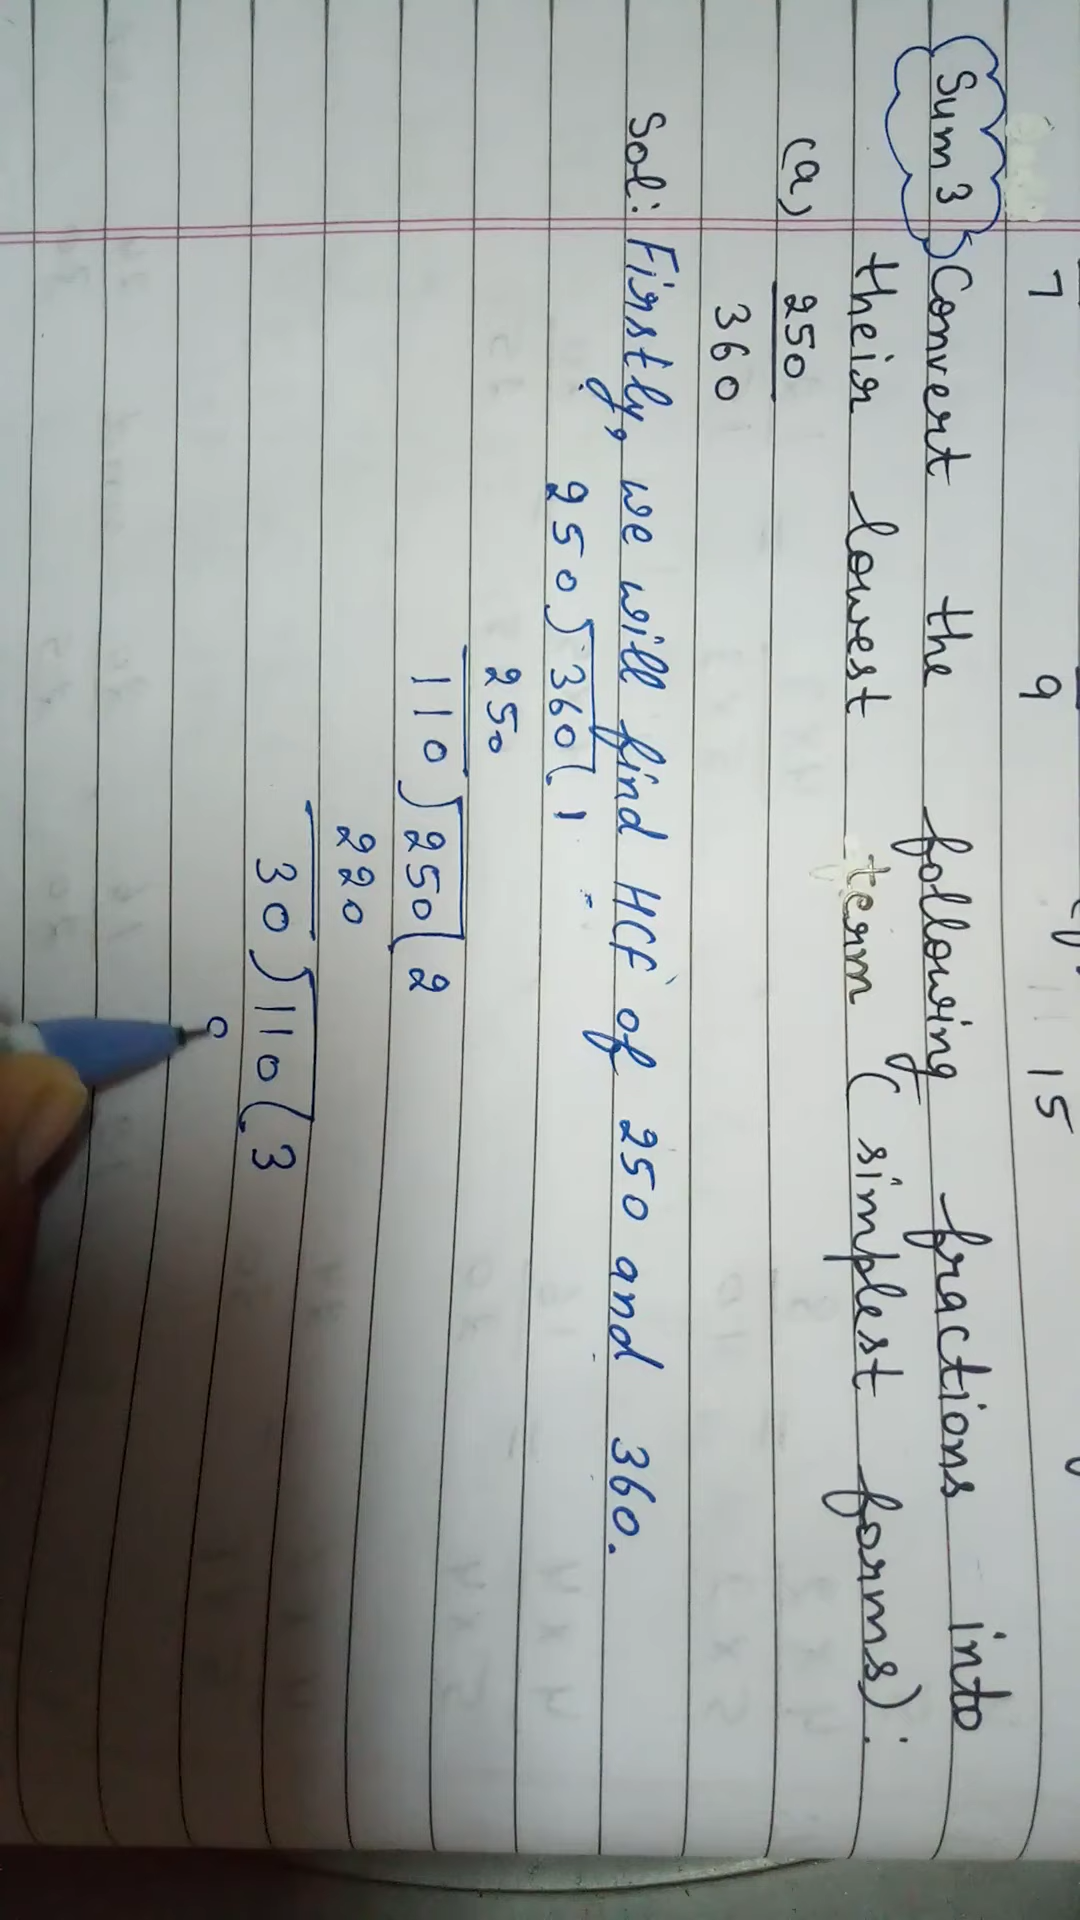 7 9 15
Sum 3 Convert the following fractions into
their lowest term (simplest forms):
(a) 250
360
Sol: Firstly, we will find HCF of 250 and 360.
250)360(1
250
110)250(2
220
30)110(3
0